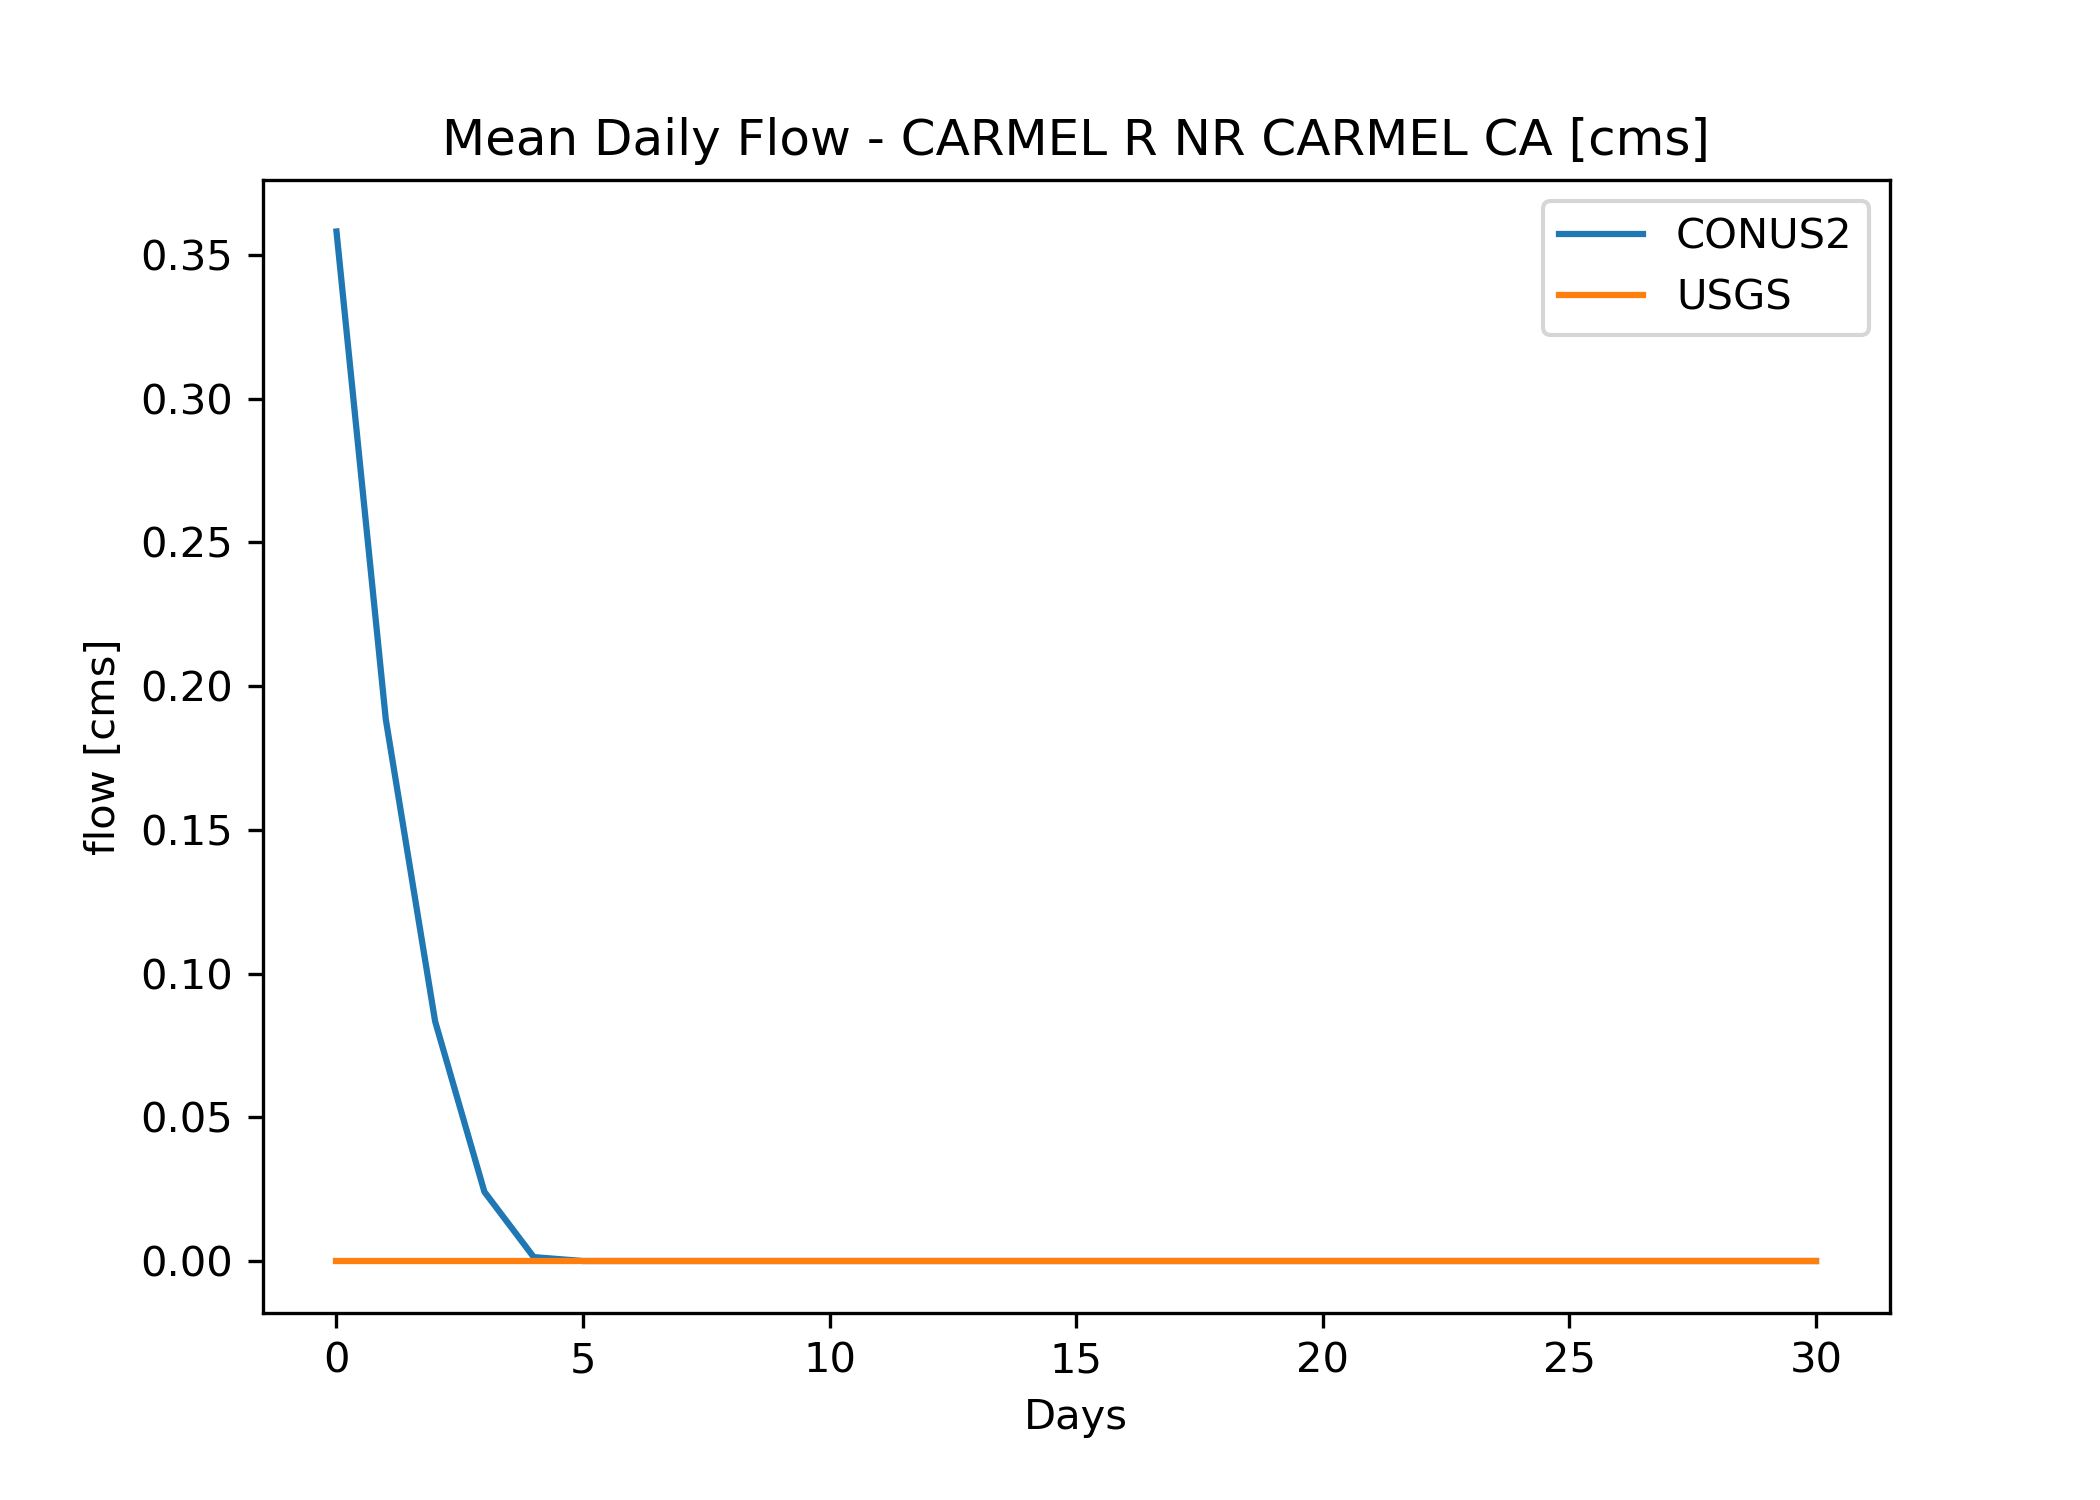 Mean Daily Flow - CARMEL R NR CARMEL CA [cms]
CONUS2
USGS
flow [cms]
0.35
0.30
0.25
0.20
0.15
0.10
0.05
0.00
0 5 10 15 20 25 30
Days